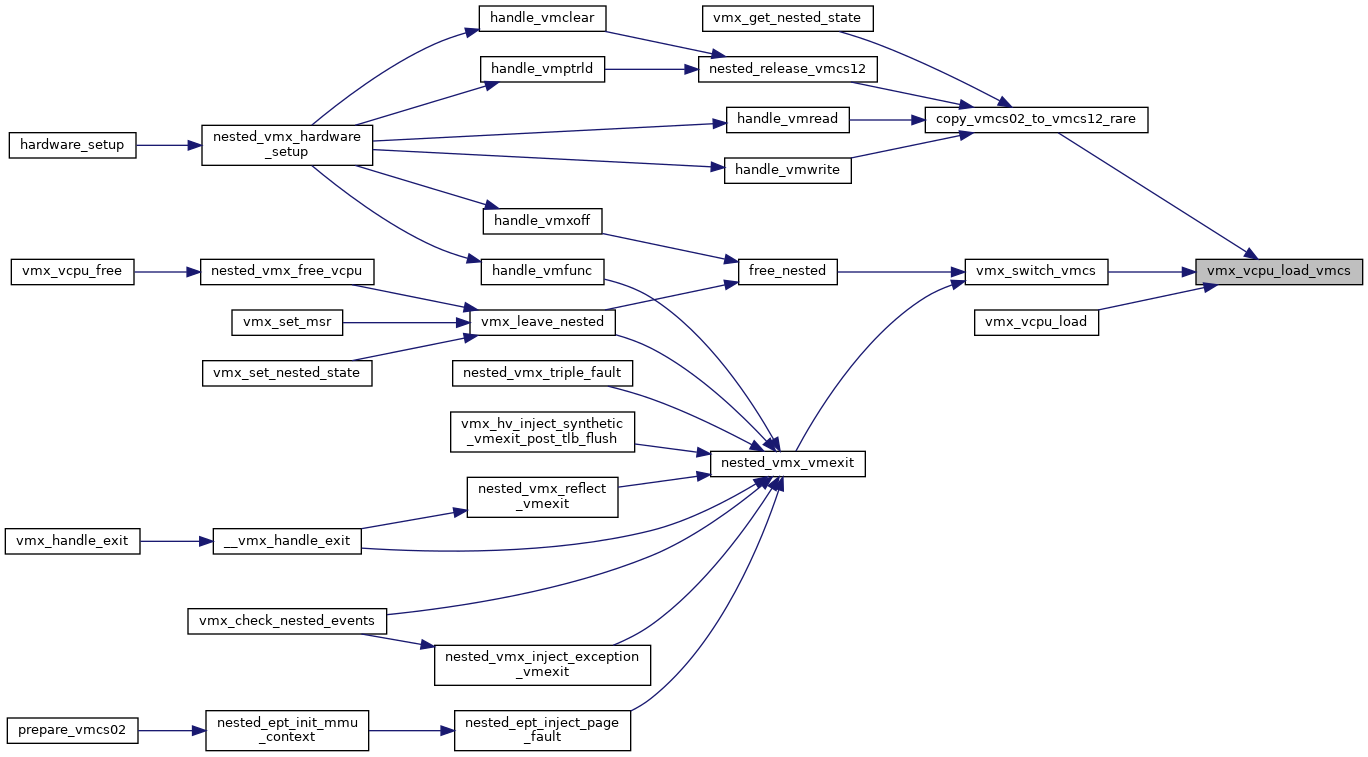 handle_vmclear
vmx_get_nested_state
handle_vmptrld
nested_release_vmcs12
handle_vmread
copy_vmcs02_to_vmcs12_rare
hardware_setup
nested_vmx_hardware
_setup
handle_vmwrite
handle_vmxoff
vmx_vcpu_free
nested_vmx_free_vcpu
handle_vmfunc
free_nested
vmx_switch_vmcs
vmx_vcpu_load_vmcs
vmx_set_msr
vmx_leave_nested
vmx_vcpu_load
vmx_set_nested_state
nested_vmx_triple_fault
vmx_hv_inject_synthetic
_vmexit_post_tlb_flush
nested_vmx_vmexit
nested_vmx_reflect
_vmexit
vmx_handle_exit
__vmx_handle_exit
vmx_check_nested_events
nested_vmx_inject_exception
_vmexit
prepare_vmcs02
nested_ept_init_mmu
_context
nested_ept_inject_page
_fault